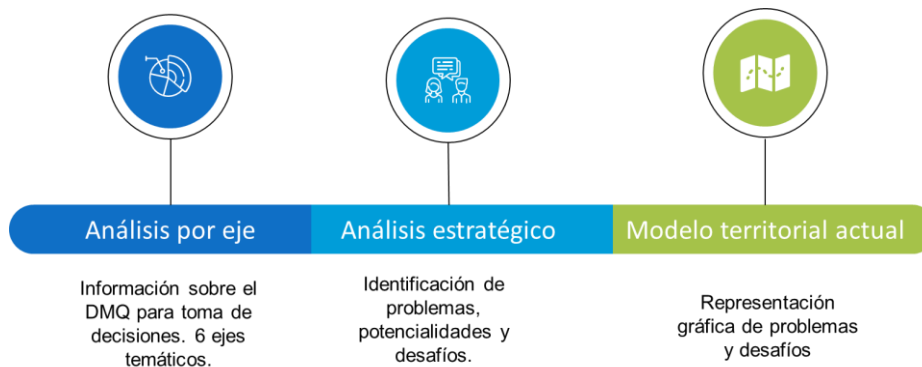 Análisis por eje
Análisis estratégico
Modelo territorial actual
Información sobre el
DMQ para toma de
decisiones. 6 ejes
temáticos.
Identificación de
problemas,
potencialidades y
desafíos.
Representación
gráfica de problemas
y desafíos